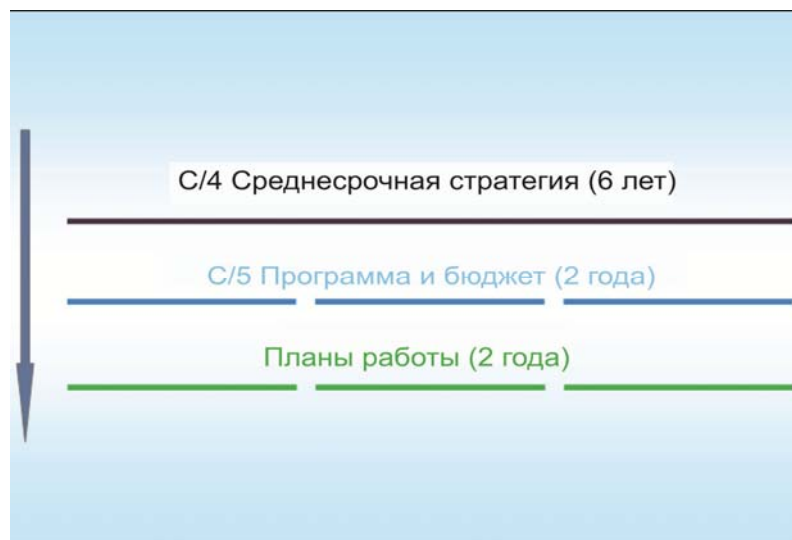 С/4 Среднесрочная стратегия (6 лет)
С/5 Программа и бюджет (2 года)
Планы работы (2 года)